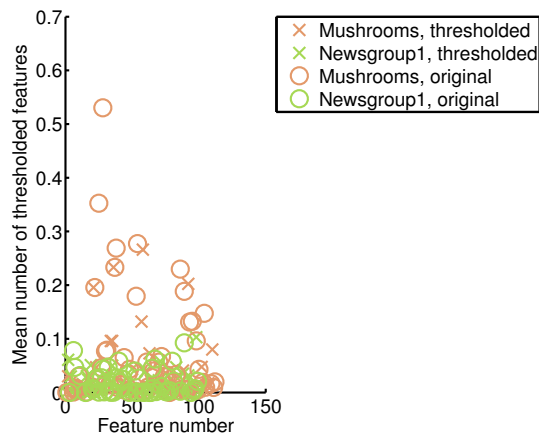 Mushrooms, thresholded
Newsgroup1, thresholded
Mushrooms, original
Newsgroup1, original
Mean number of thresholded features
0.7
0.6
0.5
0.4
0.3
0.2
0.1
0
0 50 100 150
Feature number